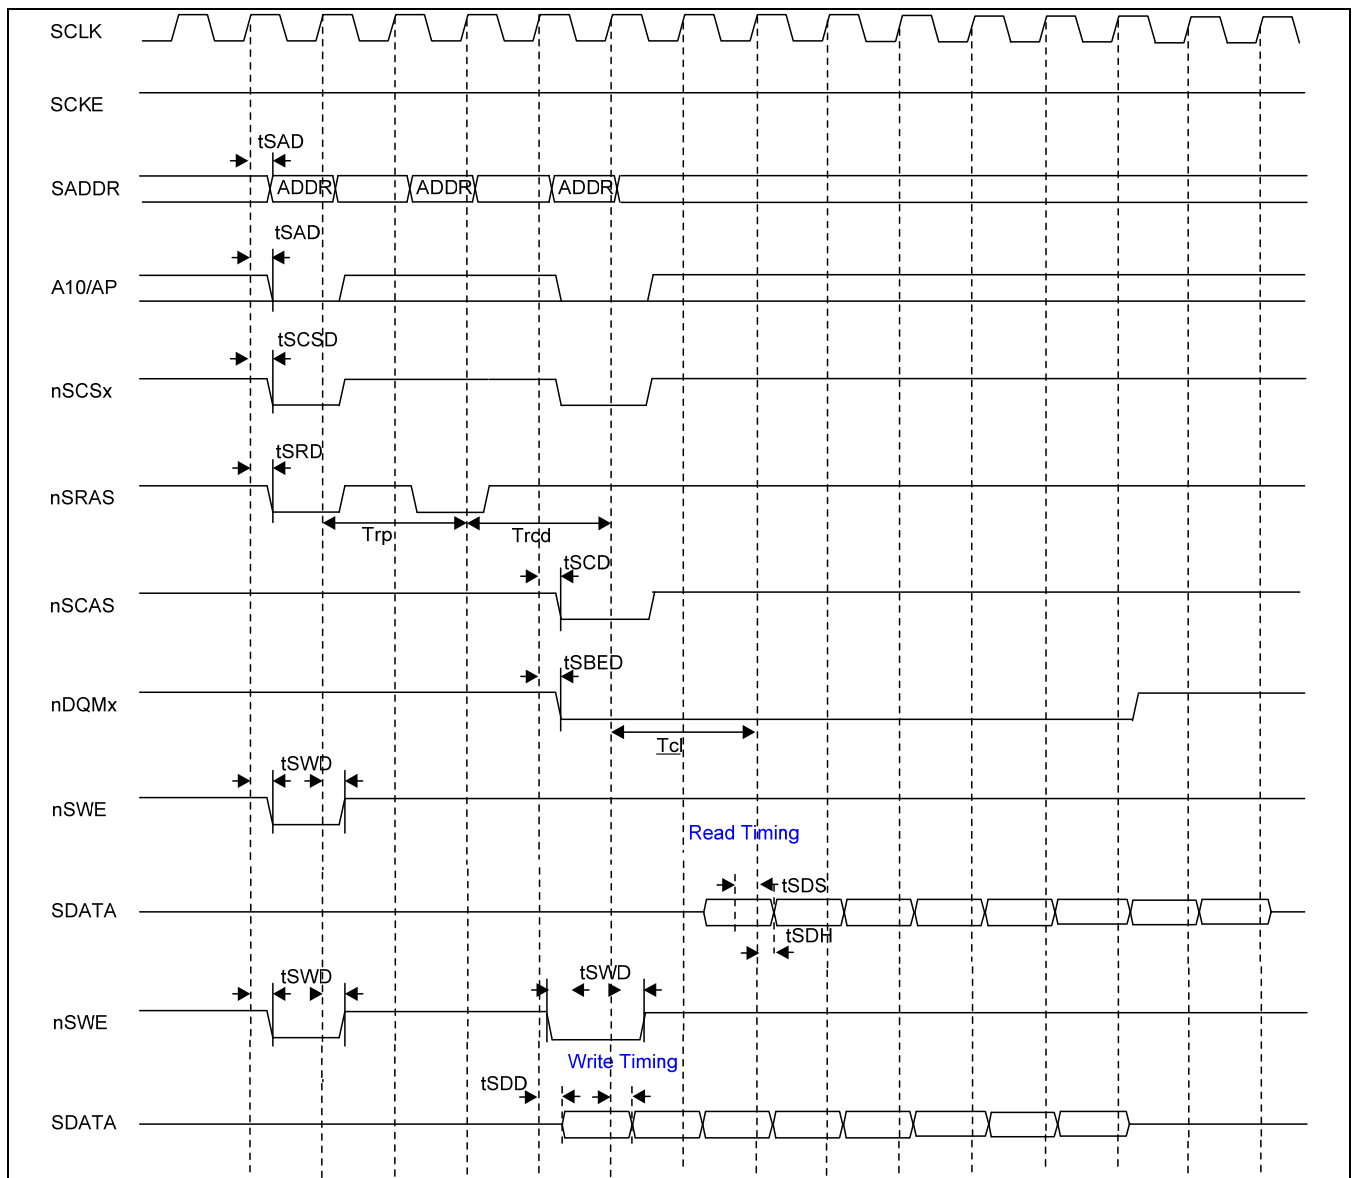 SCLK
SCKE
tSAD
SADDR
ADDR
ADDR
ADDR
tSAD
A10/AP
tSCSD
nSCSx
tSRD
nSRAS
Trp
Trcd
tSCD
nSCAS
tSBED
nDQMx
Tcl
tSWD
nSWE
Read Timing
tSDS
SDATA
tSDH
tSWD
tSWD
nSWE
Write Timing
tSDD
SDATA